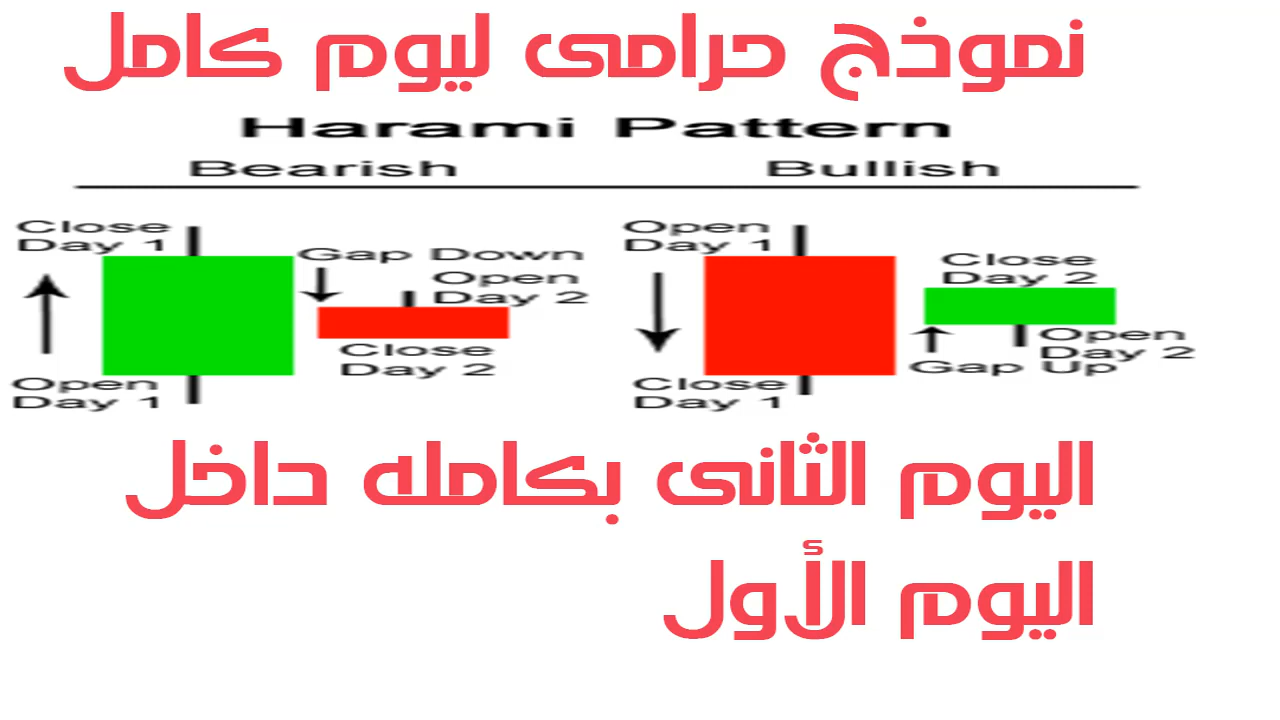 نموذج حرامى ليوم كامل
Harami Pattern
Bearish
Bullish
Close
Day 1
Gap Down
Open
Day 2
Close
Day 2
Open
Day 1
Open
Day 1
Close
Day 2
Open
Day 2
Gap Up
Close
Day 1
اليوم الثانى بكامله داخل
اليوم الأول